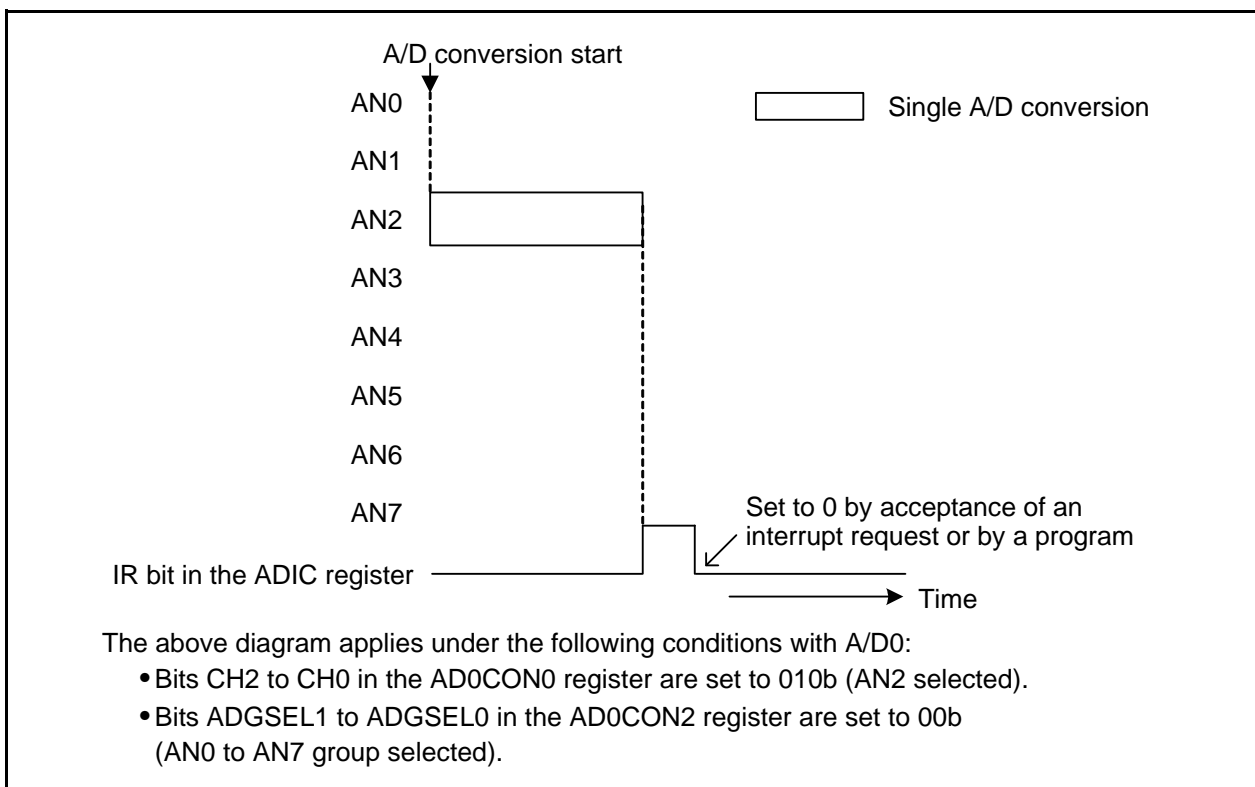 A/D conversion start
AN0
Single A/D conversion
AN1
AN2
AN3
AN4
AN5
AN6
AN7
Set to 0 by acceptance of an
interrupt request or by a program
IR bit in the ADIC register
Time
The above diagram applies under the following conditions with A/D0:
• Bits CH2 to CH0 in the AD0CON0 register are set to 010b (AN2 selected).
• Bits ADGSEL1 to ADGSEL0 in the AD0CON2 register are set to 00b
(AN0 to AN7 group selected).